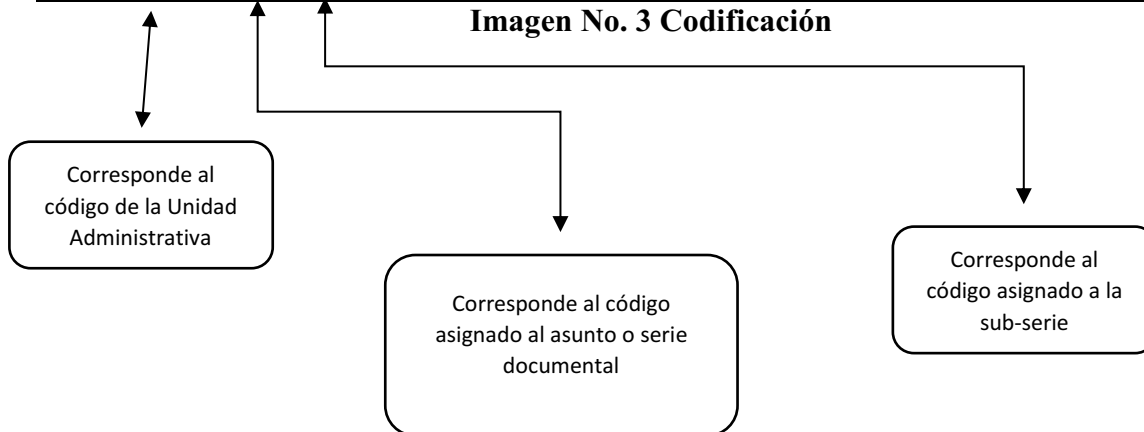 Imagen No. 3 Codificación
Corresponde al
código de la Unidad
Administrativa
Corresponde al código
asignado al asunto o serie
documental
Corresponde al
código asignado a la
sub-serie